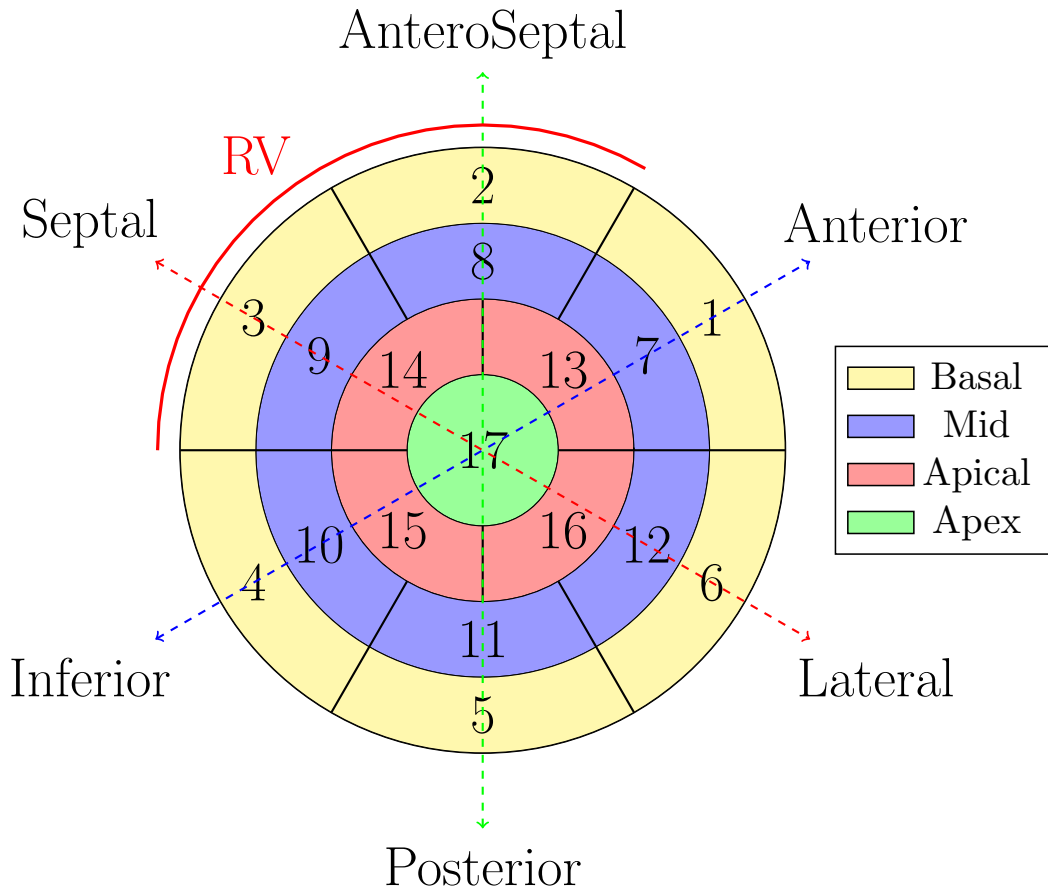 AnteroSeptal
RV
2
Septal
Anterior
8
3
1
9
7
14
13
Basal
Mid
17
Apical
Apex
15
16
10
12
4
6
11
Inferior
Lateral
5
Posterior